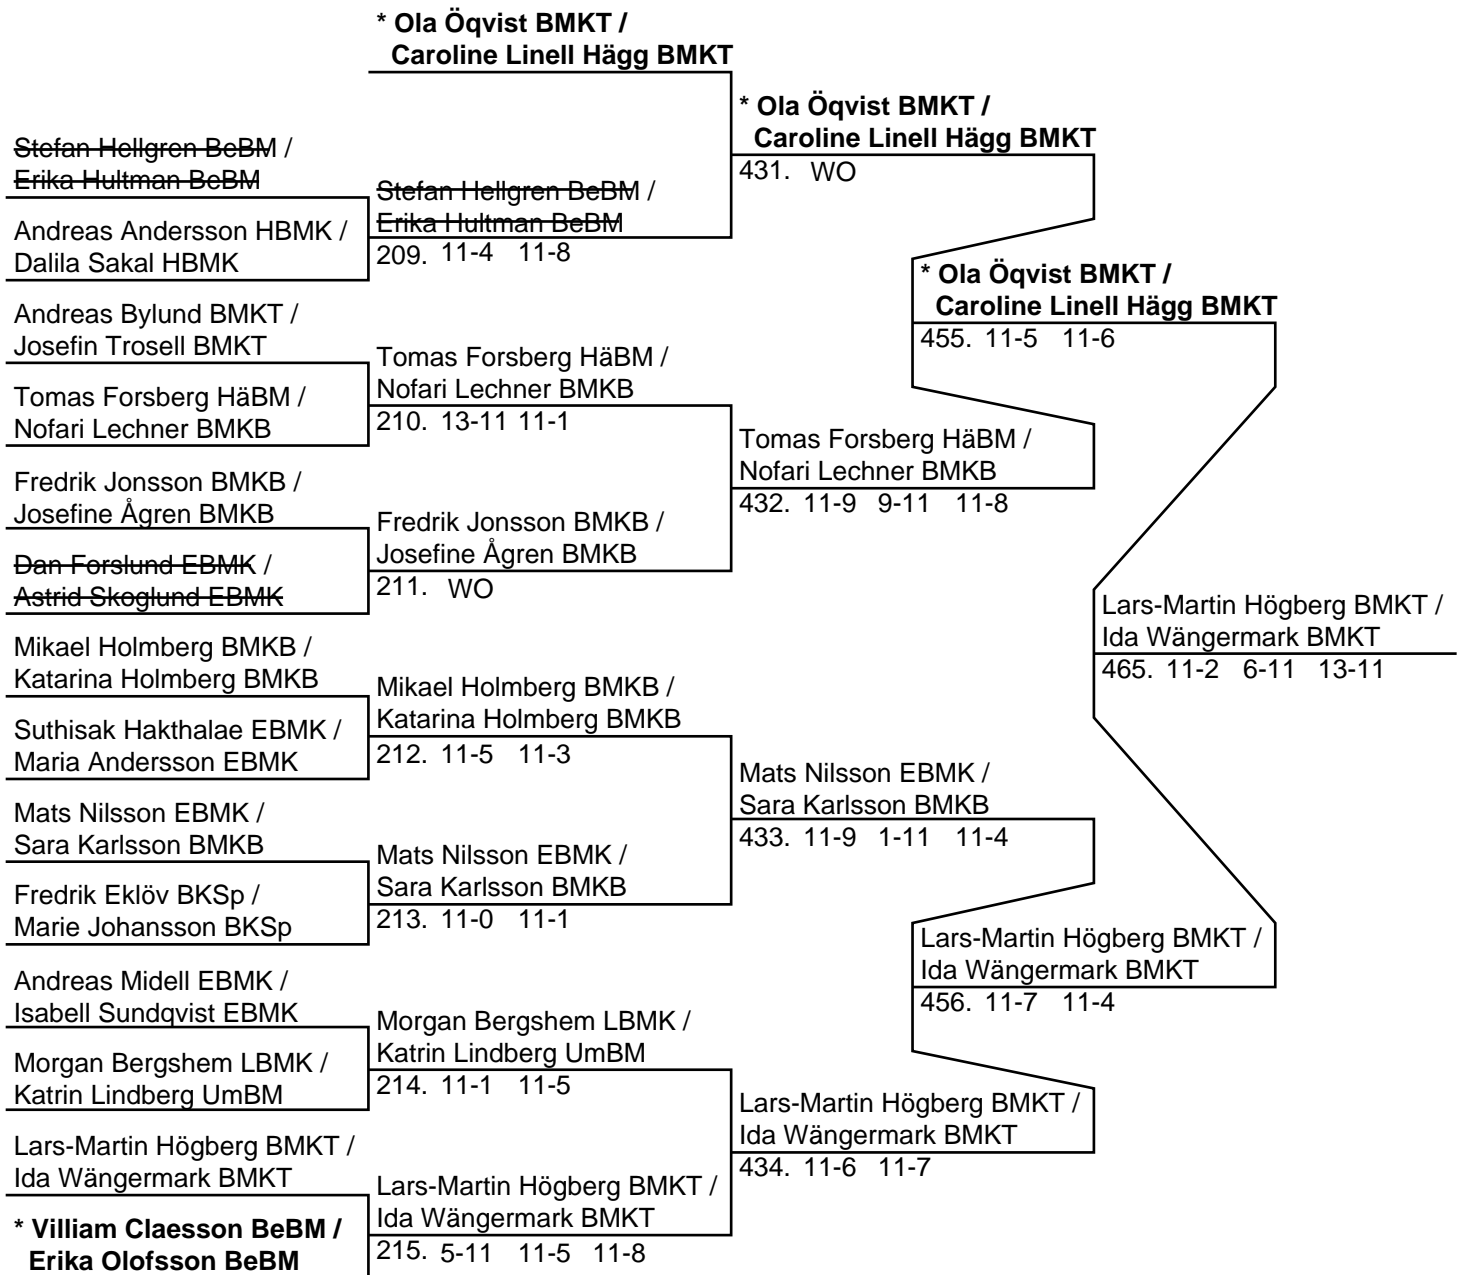 * Ola Öqvist BMKT /
Caroline Linell Hägg BMKT
Stefan Hellgren BeBM /
Erika Hultman BeBM
Andreas Andersson HBMK /
Dalila Sakal HBMK
Andreas Bylund BMKT /
Josefin Trosell BMKT
Tomas Forsberg HäBM /
Nofari Lechner BMKB
Fredrik Jonsson BMKB /
Josefine Ågren BMKB
Dan Forslund EBMK /
Astrid Skoglund EBMK
Mikael Holmberg BMKB /
Katarina Holmberg BMKB
Suthisak Hakthalae EBMK /
Maria Andersson EBMK
Mats Nilsson EBMK /
Sara Karlsson BMKB
Fredrik Eklöv BKSp /
Marie Johansson BKSp
Andreas Midell EBMK /
Isabell Sundqvist EBMK
Morgan Bergshem LBMK /
Katrin Lindberg UmBM
Lars-Martin Högberg BMKT /
Ida Wängermark BMKT
* Villiam Claesson BeBM /
Erika Olofsson BeBM
Stefan Hellgren BeBM /
Erika Hultman BeBM
209. 11-4 11-8
Tomas Forsberg HäBM /
Nofari Lechner BMKB
210. 13-11 11-1
Fredrik Jonsson BMKB /
Josefine Ågren BMKB
211. WO
Mikael Holmberg BMKB /
Katarina Holmberg BMKB
212. 11-5 11-3
Mats Nilsson EBMK /
Sara Karlsson BMKB
213. 11-0 11-1
Morgan Bergshem LBMK /
Katrin Lindberg UmBM
214. 11-1 11-5
Lars-Martin Högberg BMKT /
Ida Wängermark BMKT
215. 5-11 11-5 11-8
* Ola Öqvist BMKT /
Caroline Linell Hägg BMKT
431. WO
Tomas Forsberg HäBM /
Nofari Lechner BMKB
432. 11-9 9-11 11-8
Mats Nilsson EBMK /
Sara Karlsson BMKB
433. 11-9 1-11 11-4
Lars-Martin Högberg BMKT /
Ida Wängermark BMKT
434. 11-6 11-7
* Ola Öqvist BMKT /
Caroline Linell Hägg BMKT
455. 11-5 11-6
Lars-Martin Högberg BMKT /
Ida Wängermark BMKT
456. 11-7 11-4
Lars-Martin Högberg BMKT /
Ida Wängermark BMKT
465. 11-2 6-11 13-11